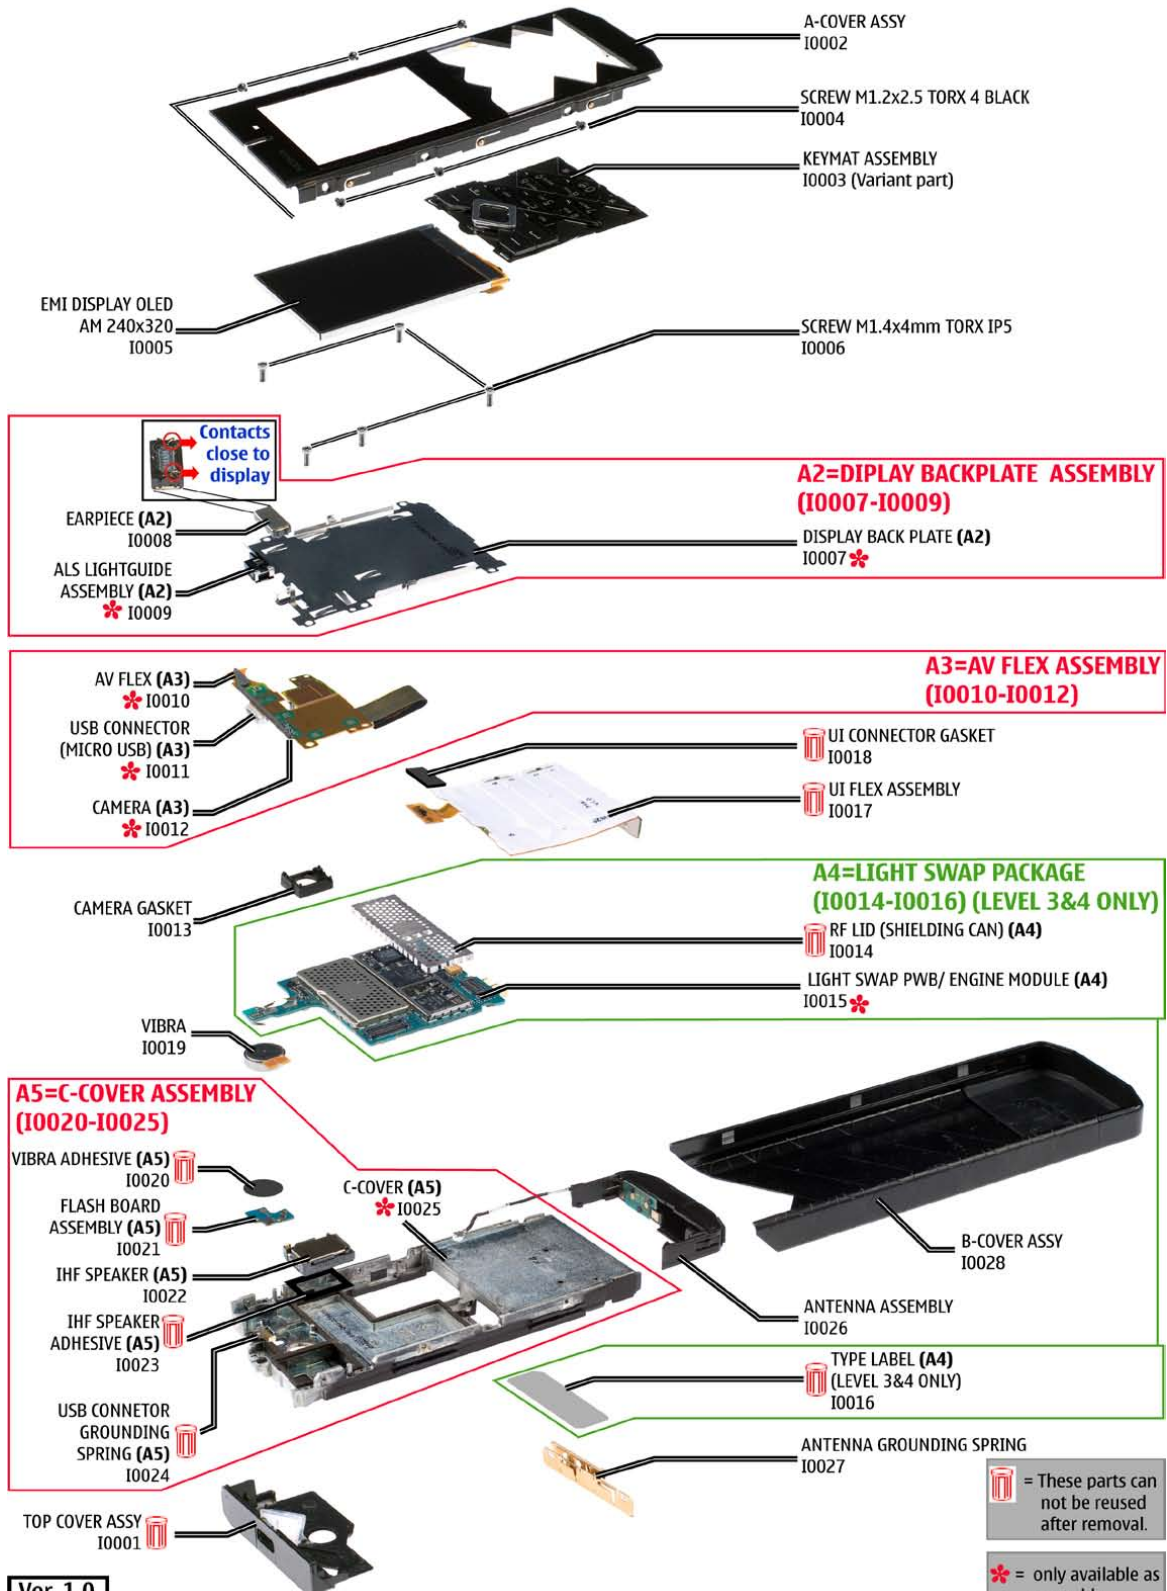 A-COVER ASSY
I0002
SCREW M1.2x2.5 TORX 4 BLACK
I0004
KEYMAT ASSEMBLY
I0003 (Variant part)
EMI DISPLAY OLED
AM 240x320
I0005
SCREW M1.4x4mm TORX IP5
I0006
Contacts
close to
display
A2=DIPLAY BACKPLATE ASSEMBLY
(I0007-I0009)
EARPIECE (A2)
I0008
DISPLAY BACK PLATE (A2)
I0007
ALS LIGHTGUIDE
ASSEMBLY (A2)
I0009
A3=AV FLEX ASSEMBLY
(I0010-I0012)
AV FLEX (A3)
I0010
USB CONNECTOR
(MICRO USB) (A3)
I0011
CAMERA (A3)
I0012
UI CONNECTOR GASKET
I0018
UI FLEX ASSEMBLY
I0017
A4=LIGHT SWAP PACKAGE
(I0014-I0016) (LEVEL 3&4 ONLY)
CAMERA GASKET
I0013
RF LID (SHIELDING CAN) (A4)
I0014
LIGHT SWAP PWB/ ENGINE MODULE (A4)
I0015
VIBRA
I0019
A5=C-COVER ASSEMBLY
(I0020-I0025)
VIBRA ADHESIVE (A5)
I0020
FLASH BOARD
ASSEMBLY (A5)
I0021
C-COVER (A5)
I0025
IHF SPEAKER (A5)
I0022
IHF SPEAKER
ADHESIVE (A5)
I0023
USB CONNETOR
GROUNDING
SPRING (A5)
I0024
B-COVER ASSY
I0028
ANTENNA ASSEMBLY
I0026
TYPE LABEL (A4)
(LEVEL 3&4 ONLY)
I0016
ANTENNA GROUNDING SPRING
I0027
TOP COVER ASSY
I0001
= These parts can
not be reused
after removal.
= only available as
Ver. 1.0